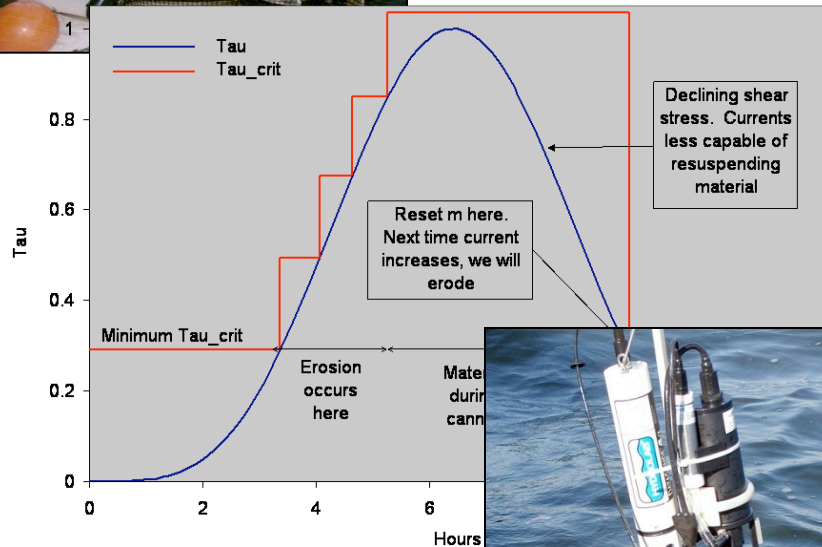 1
Tau
Tau_crit
0.8
0.6
0.4
0.2
0
Tau
Declining shear
stress. Currents
less capable of
resuspending
material
Reset m here.
Next time current
increases, we will
erode
Minimum Tau_crit
Erosion
occurs
here
0
2
4
6
Hours